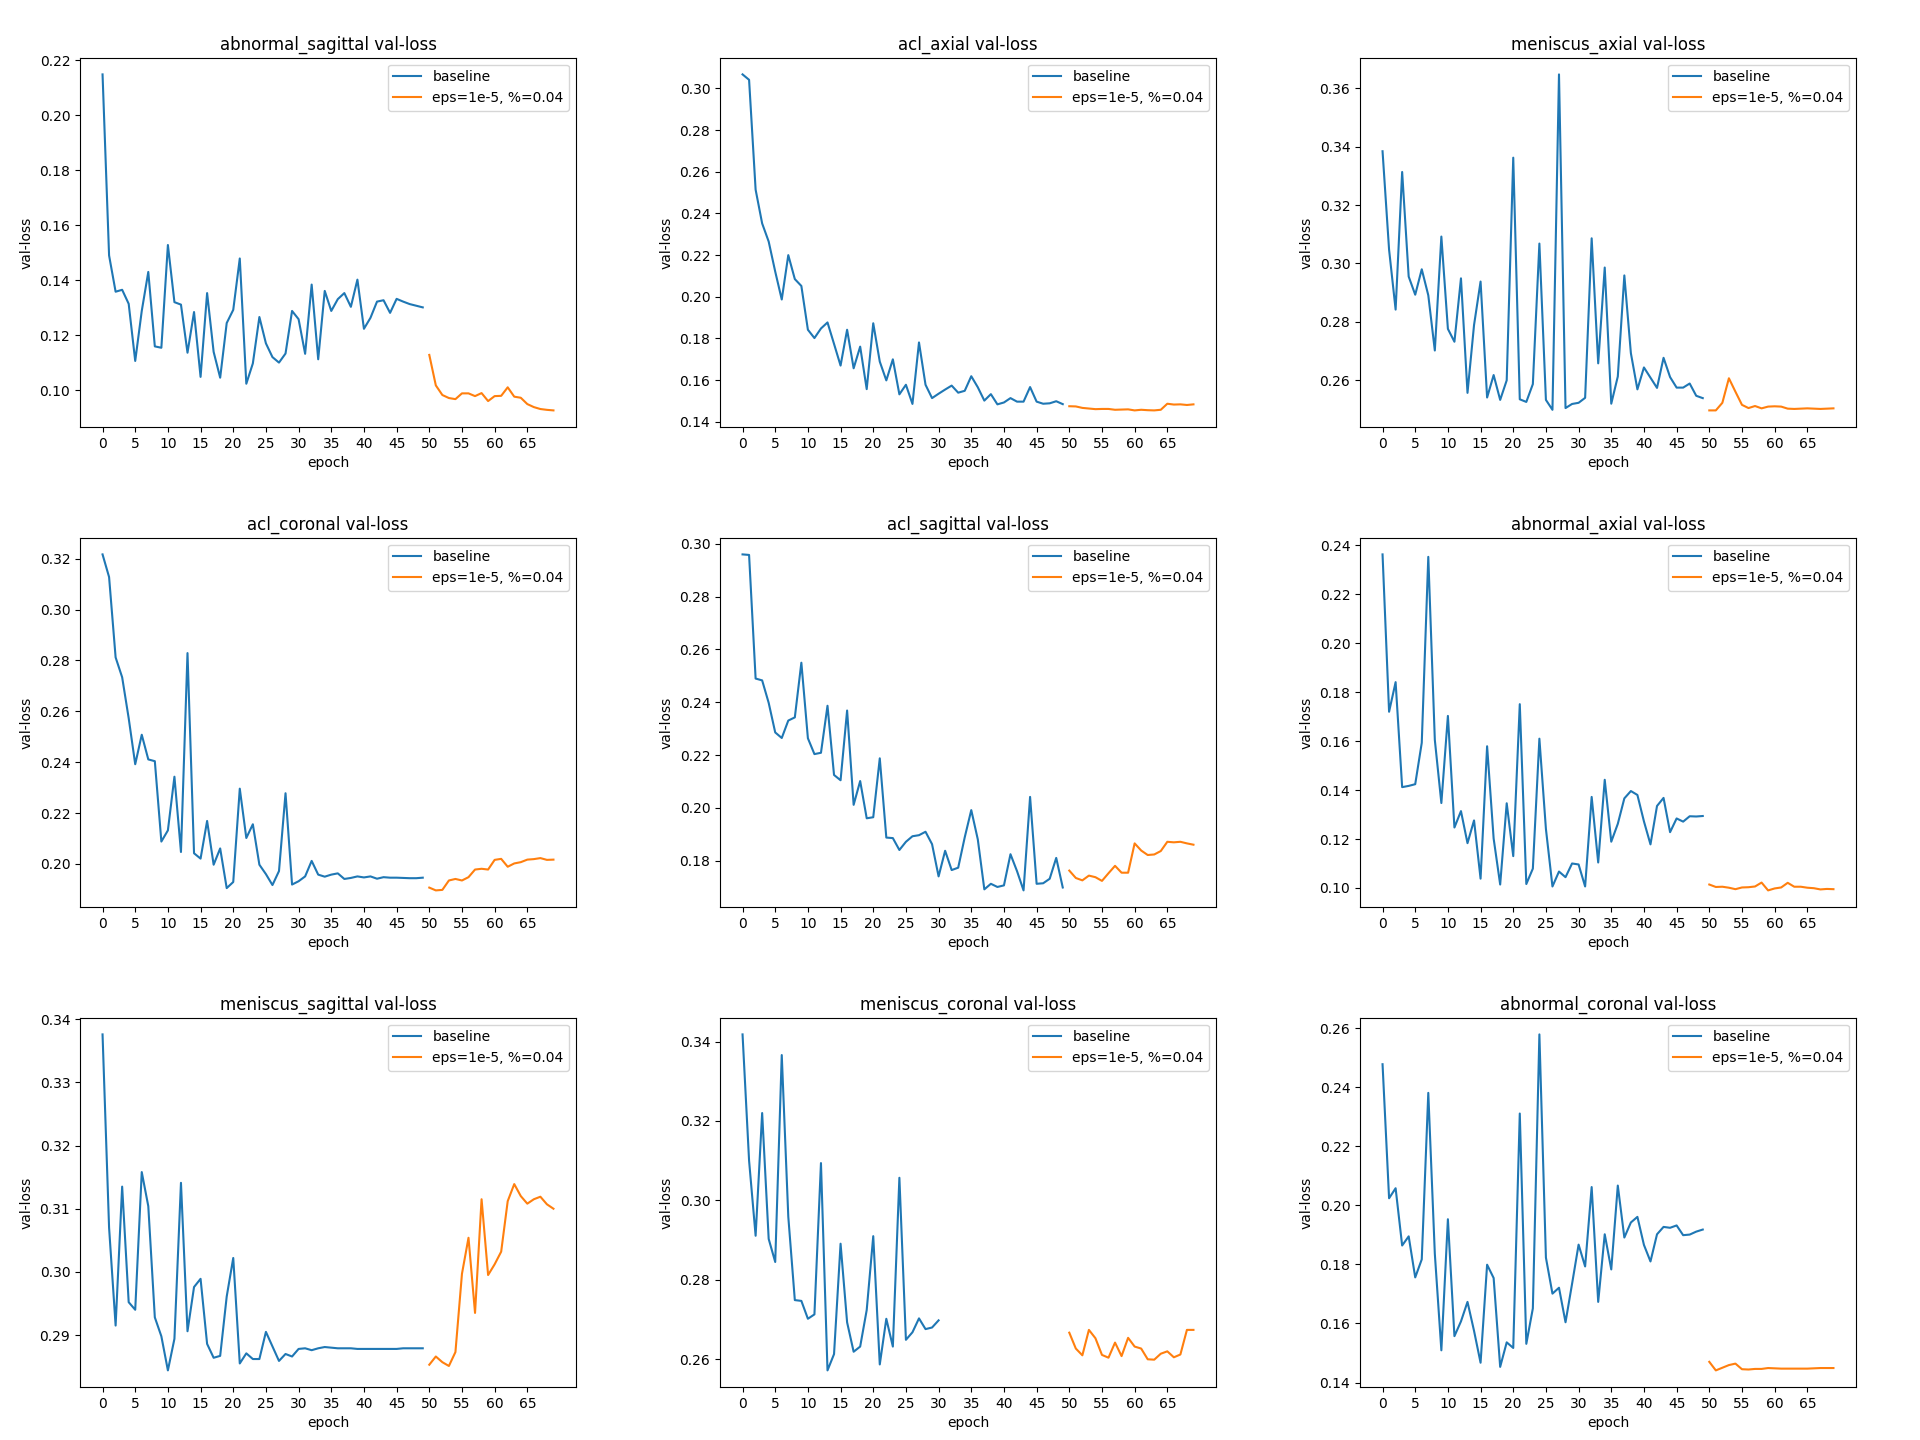 abnormal_sagittal val-loss
baseline
eps=1e-5, %=0.04
0.22
0.20
0.18
0.16
0.14
0.12
0.10
val-loss
0 5 10 15 20 25 30 35 40 45 50 55 60 65
epoch
acl_axial val-loss
baseline
eps=1e-5, %=0.04
0.30
0.28
0.26
0.24
0.22
0.20
0.18
0.16
0.14
val-loss
0 5 10 15 20 25 30 35 40 45 50 55 60 65
epoch
meniscus_axial val-loss
baseline
eps=1e-5, %=0.04
0.36
0.34
0.32
0.30
0.28
0.26
val-loss
0 5 10 15 20 25 30 35 40 45 50 55 60 65
epoch
acl_coronal val-loss
baseline
eps=1e-5, %=0.04
0.32
0.30
0.28
0.26
0.24
0.22
0.20
val-loss
0 5 10 15 20 25 30 35 40 45 50 55 60 65
epoch
acl_sagittal val-loss
baseline
eps=1e-5, %=0.04
0.30
0.28
0.26
0.24
0.22
0.20
0.18
val-loss
0 5 10 15 20 25 30 35 40 45 50 55 60 65
epoch
abnormal_axial val-loss
baseline
eps=1e-5, %=0.04
0.24
0.22
0.20
0.18
0.16
0.14
0.12
0.10
val-loss
0 5 10 15 20 25 30 35 40 45 50 55 60 65
epoch
meniscus_sagittal val-loss
baseline
eps=1e-5, %=0.04
0.34
0.33
0.32
0.31
0.30
0.29
val-loss
0 5 10 15 20 25 30 35 40 45 50 55 60 65
epoch
meniscus_coronal val-loss
baseline
eps=1e-5, %=0.04
0.34
0.32
0.30
0.28
0.26
val-loss
0 5 10 15 20 25 30 35 40 45 50 55 60 65
epoch
abnormal_coronal val-loss
baseline
eps=1e-5, %=0.04
0.26
0.24
0.22
0.20
0.18
0.16
0.14
val-loss
0 5 10 15 20 25 30 35 40 45 50 55 60 65
epoch